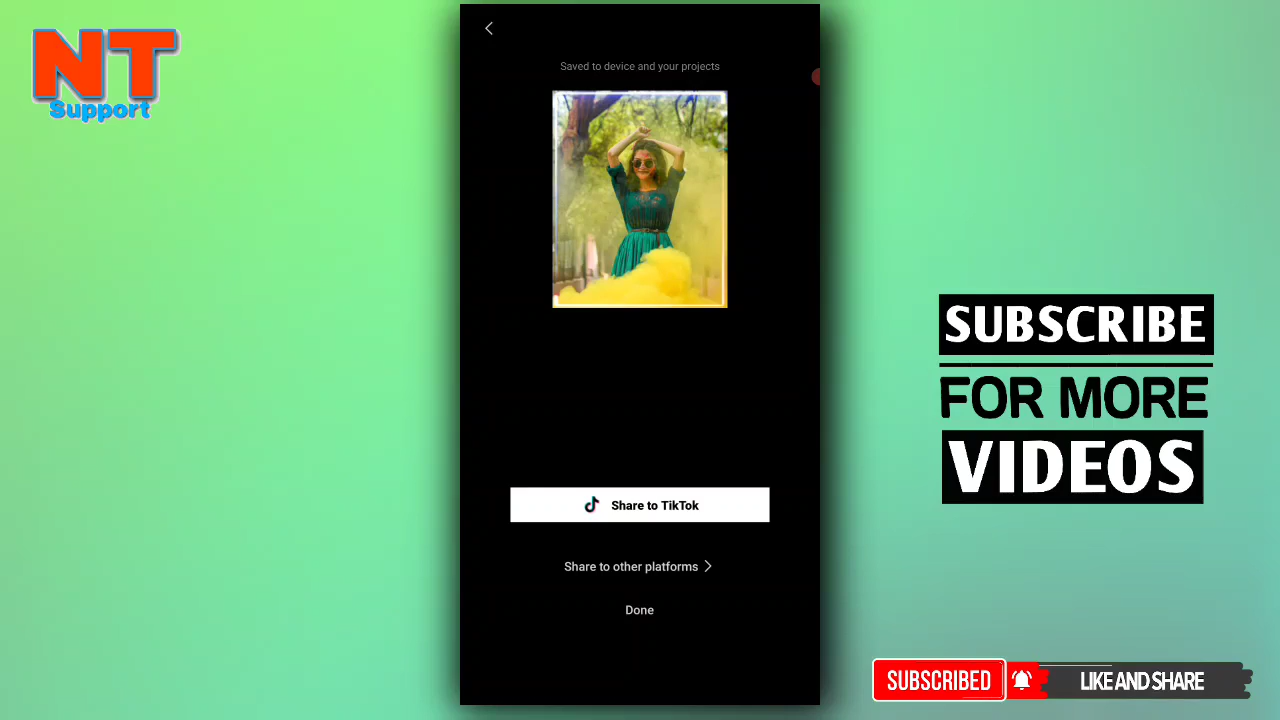 NT
Support
Saved to device and your projects
Share to TikTok
Share to other platforms
Done
SUBSCRIBE
FOR MORE
VIDEOS
SUBSCRIBED
LIKE AND SHARE